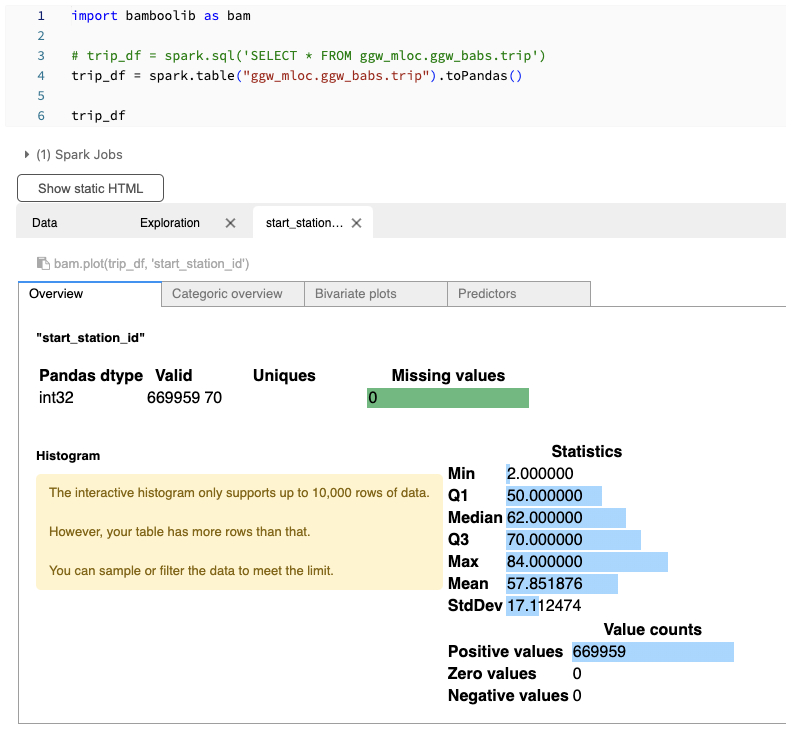 1 import bamboolib as bam
2
3 # trip_df = spark.sql('SELECT * FROM ggw_mloc.ggw_babs.trip')
4 trip_df = spark.table("ggw_mloc.ggw_babs.trip").toPandas()
5
6 trip_df
(1) Spark Jobs
Show static HTML
Data Exploration start_station...
bam.plot(trip_df, 'start_station_id')
Overview Categoric overview Bivariate plots Predictors
"start_station_id"
Pandas dtype Valid Uniques Missing values
int32 669959 70 0
Histogram
The interactive histogram only supports up to 10,000 rows of data.
However, your table has more rows than that.
You can sample or filter the data to meet the limit.
Statistics
Min 2.000000
Q1 50.000000
Median 62.000000
Q3 70.000000
Max 84.000000
Mean 57.851876
StdDev 17.112474
Value counts
Positive values 669959
Zero values 0
Negative values 0